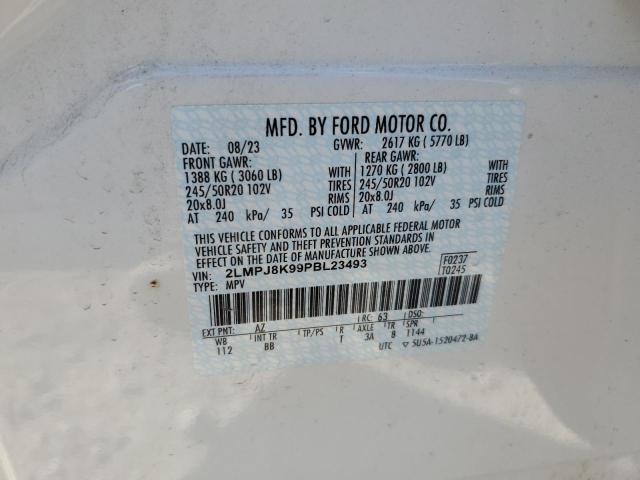 MFD. BY FORD MOTOR CO.
DATE: 08/23 GVWR: 2617 KG ( 5770 LB)
FRONT GAWR: REAR GAWR:
1388 KG ( 3060 LB) 1270 KG ( 2800 LB)
245/50R20 102V TIRES 245/50R20 102V TIRES
20x8.0J RIMS 20x8.0J RIMS
AT 240 kPa/ 35 PSI COLD AT 240 kPa/ 35 PSI COLD
THIS VEHICLE CONFORMS TO ALL APPLICABLE FEDERAL MOTOR
VEHICLE SAFETY AND THEFT PREVENTION STANDARDS IN
EFFECT ON THE DATE OF MANUFACTURE SHOWN ABOVE.
VIN: 2LMPJ8K99PBL23493 F0237
TYPE: MPV T0245
EXT PNT: AZ RC: 63 DSO:
WB INT TR TP/PS R AXLE TR SPR
112 BB T 3A 8 1144
UTC ▽ 5U5A-1520472-BA